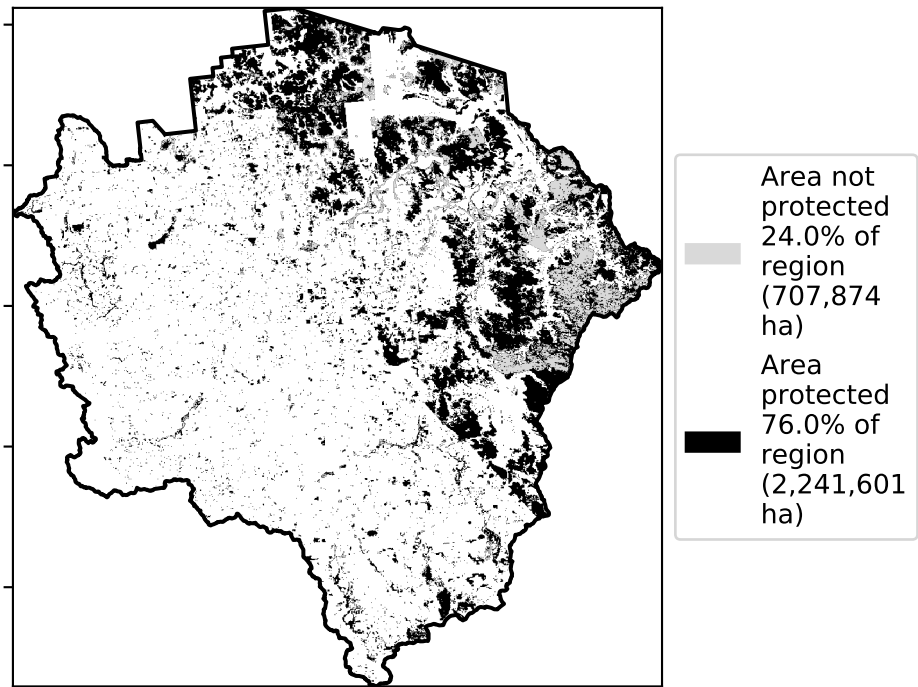 Area not
protected
24.0% of
region
(707,874
ha)
Area
protected
76.0% of
region
(2,241,601
ha)